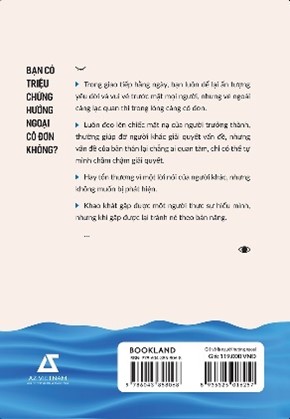 BẠN CÓ
TRIỆU
CHỨNG
HƯỚNG
NGOẠI
CÔ ĐƠN
KHÔNG?
Trong giao tiếp hằng ngày, bạn luôn để lại ấn tượng
yêu đời và vui vẻ trước mặt mọi người, nhưng vẻ ngoài
càng lạc quan thì trong lòng càng cô đơn.
Luôn đeo lên chiếc mặt nạ của người trưởng thành,
thường giúp đỡ người khác giải quyết vấn đề, nhưng
vấn đề của bản thân lại chẳng ai quan tâm, chỉ có thể tự
mình chầm chậm giải quyết.
Hay tổn thương vì một lời nói của người khác, nhưng
không muốn bị phát hiện.
Khao khát gặp được một người thực sự hiểu mình,
nhưng khi gặp được lại tránh né theo bản năng.
...
AZ VIETNAM
BOOKLAND
Giá: 119.000 VND